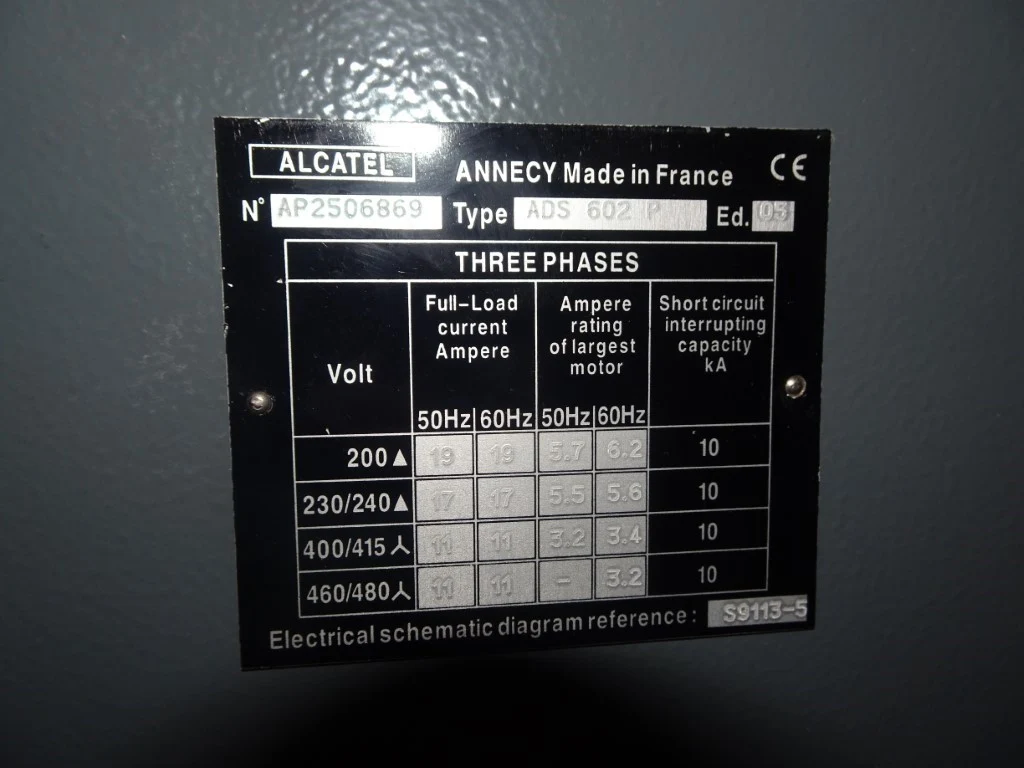 ALCATEL ANNECY Made in France CE
N° AP2506869 Type ADS 602 P Ed. 05
THREE PHASES
Volt
Full-Load
current
Ampere
50Hz 60Hz
Ampere
rating
of largest
motor
50Hz 60Hz
Short circuit
interrupting
capacity
kA
200 ▲ 19 19 5.7 6.2 10
230/240 ▲ 17 17 5.5 5.6 10
400/415 ⅄ 11 11 3.2 3.4 10
460/480 ⅄ 11 11 - 3.2 10
Electrical schematic diagram reference : S9113-5